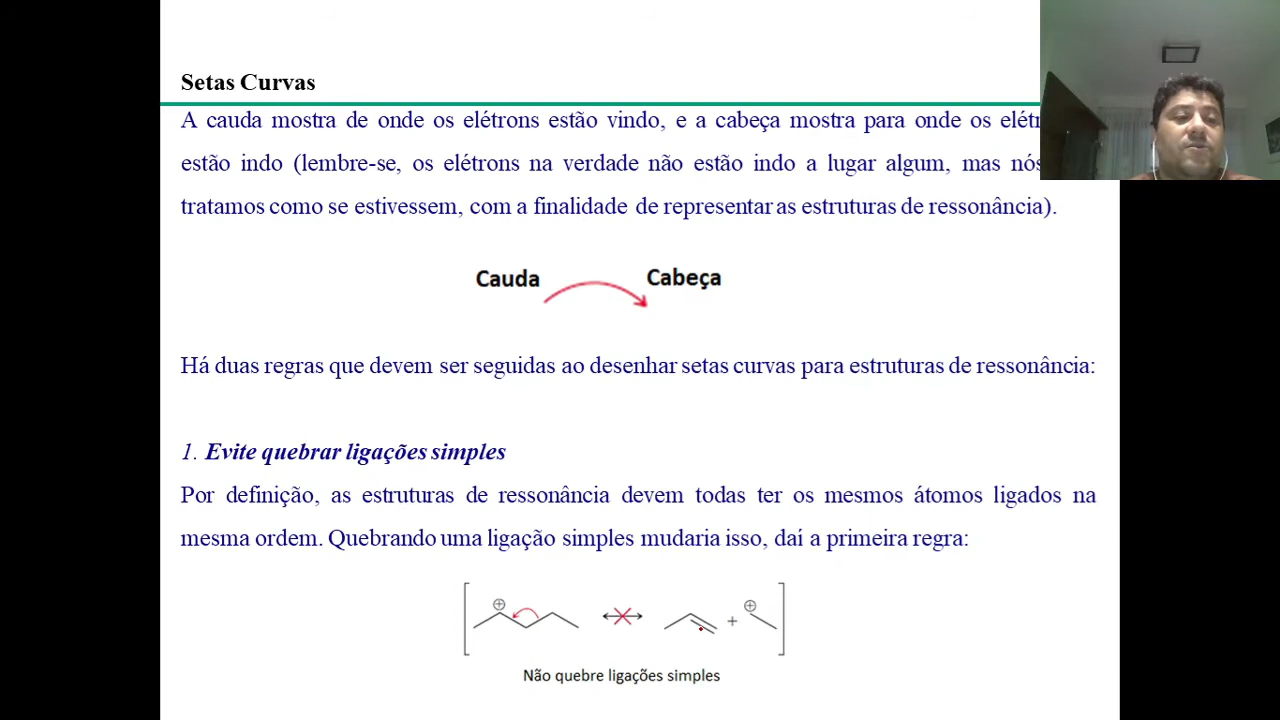 Setas Curvas
A cauda mostra de onde os elétrons estão vindo, e a cabeça mostra para onde os
estão indo (lembre-se, os elétrons na verdade não estão indo a lugar algum, mas nós
tratamos como se estivessem, com a finalidade de representar as estruturas de ressonância).
Cauda Cabeça
Há duas regras que devem ser seguidas ao desenhar setas curvas para estruturas de ressonância:
1. Evite quebrar ligações simples
Por definição, as estruturas de ressonância devem todas ter os mesmos átomos ligados na
mesma ordem. Quebrando uma ligação simples mudaria isso, daí a primeira regra:
⊕ + ⊕
Não quebre ligações simples